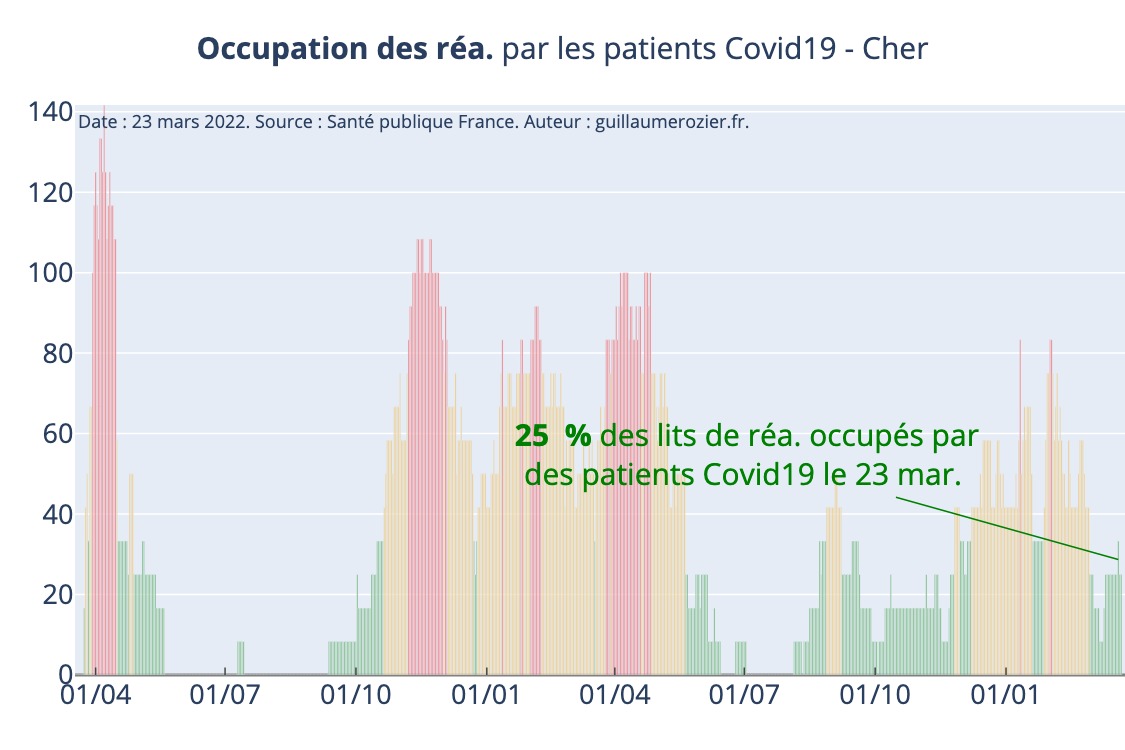 Occupation des réa. par les patients Covid19 - Cher
140
Date : 23 mars 2022. Source : Santé publique France. Auteur : guillaumerozier.fr.
120
100
80
60
25  % des lits de réa. occupés par
des patients Covid19 le 23 mar.
40
20
0
01/04 01/07 01/10 01/01 01/04 01/07 01/10 01/01